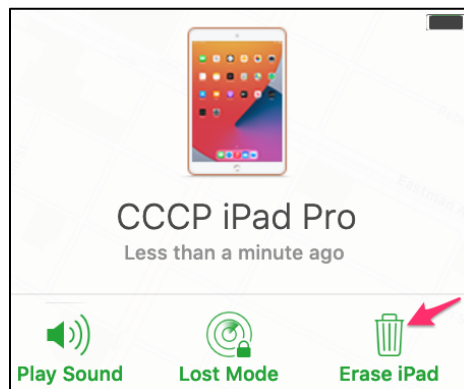 CCCP iPad Pro
Less than a minute ago
Play Sound
Lost Mode
Erase iPad